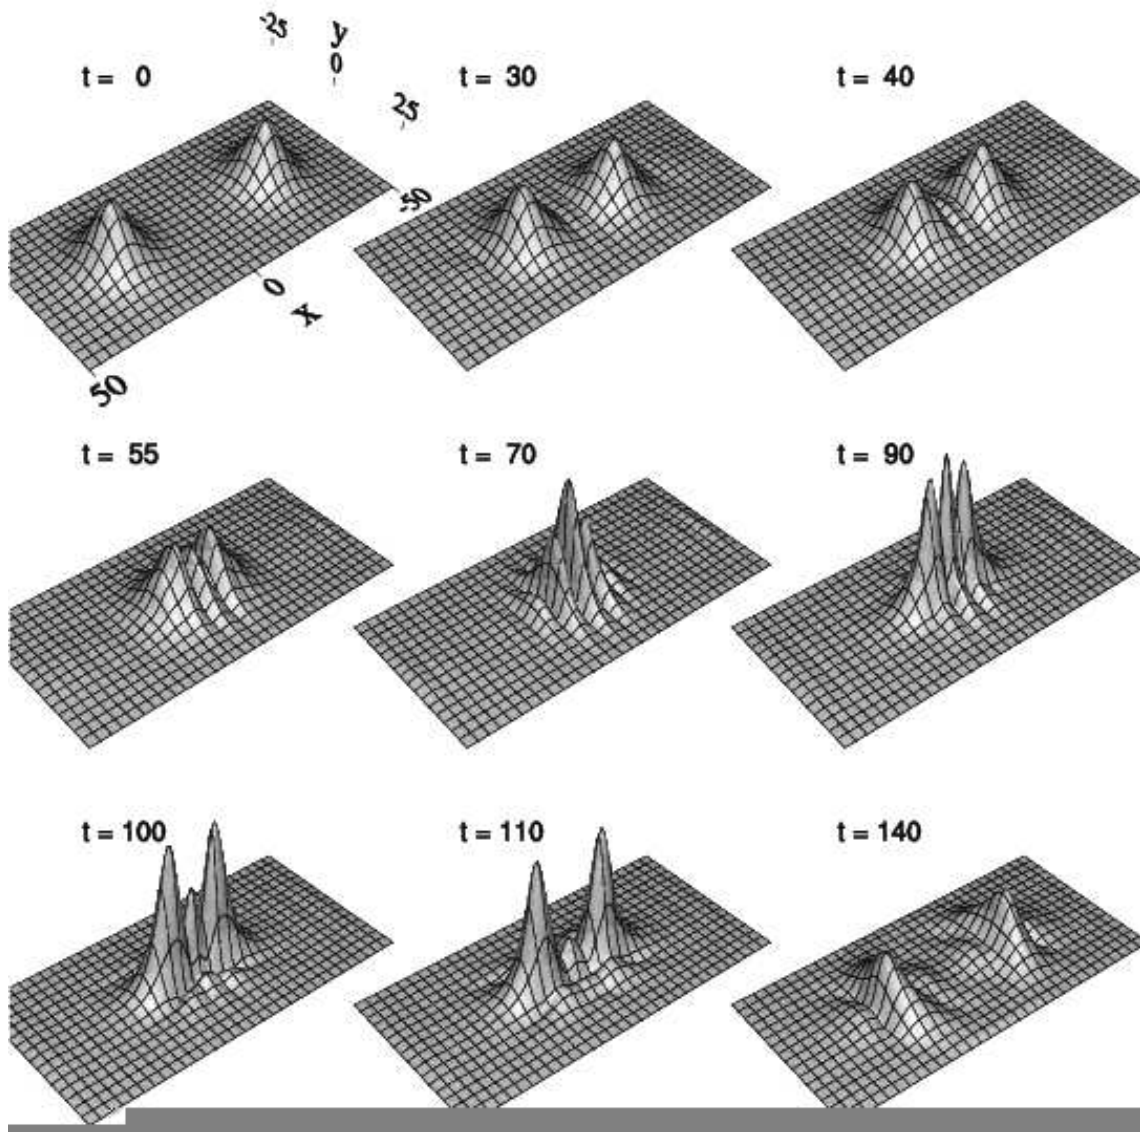 -25
y
0
25
t = 0
t = 30
t = 40
-50
0
x
50
t = 55
t = 70
t = 90
t = 100
t = 110
t = 140